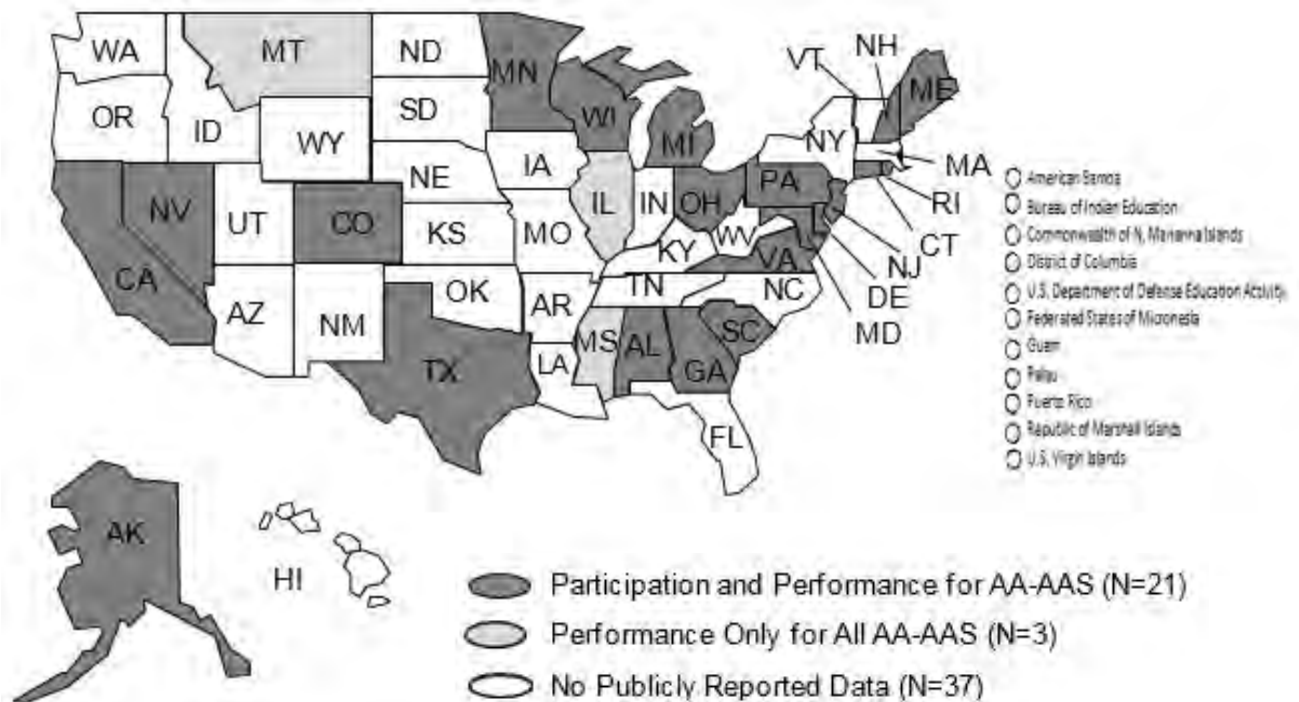 WA
MT
ND
MN
VT
NH
ME
OR
ID
SD
WI
WY
MI
NY
MA
IA
NE
PA
RI
NV
UT
CO
IL
IN
OH
CT
KS
MO
WV
KY
VA
NJ
CA
OK
TN
NC
DE
AZ
NM
AR
MD
MS
AL
SC
TX
LA
GA
FL
American Samoa
Bureau of Indian Education
Commonwealth of N, Marianna Islands
District of Columbia
U.S. Department of Defense Education Activity
Federated States of Micronesia
Guam
Palau
Puerto Rico
Republic of Marshall Islands
U.S. Virgin Islands
AK
HI
Participation and Performance for AA-AAS (N=21)
Performance Only for All AA-AAS (N=3)
No Publicly Reported Data (N=37)